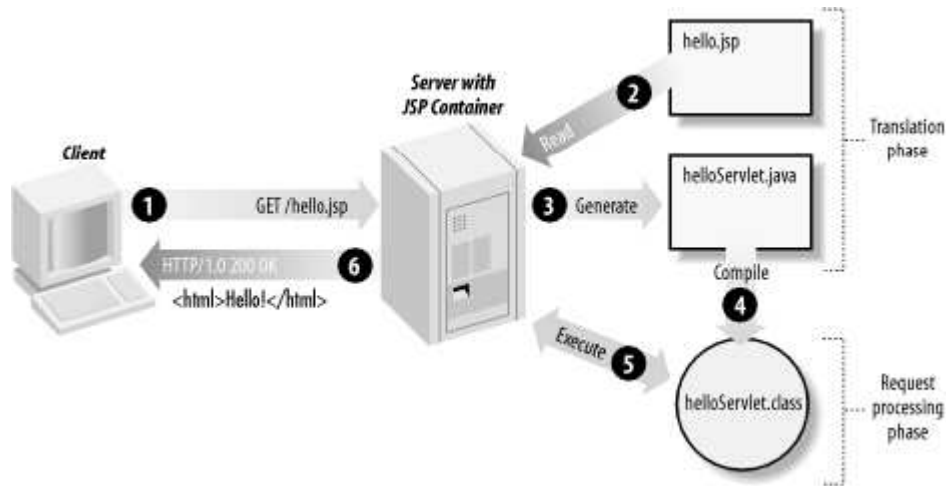 hello.jsp
Server with
JSP Container
2
Read
Client
Translation
phase
helloServlet.java
1
GET /hello.jsp
3
Generate
HTTP/1.0 200 OK
6
<html>Hello!</html>
Compile
4
Execute
5
helloServlet.class
Request
processing
phase